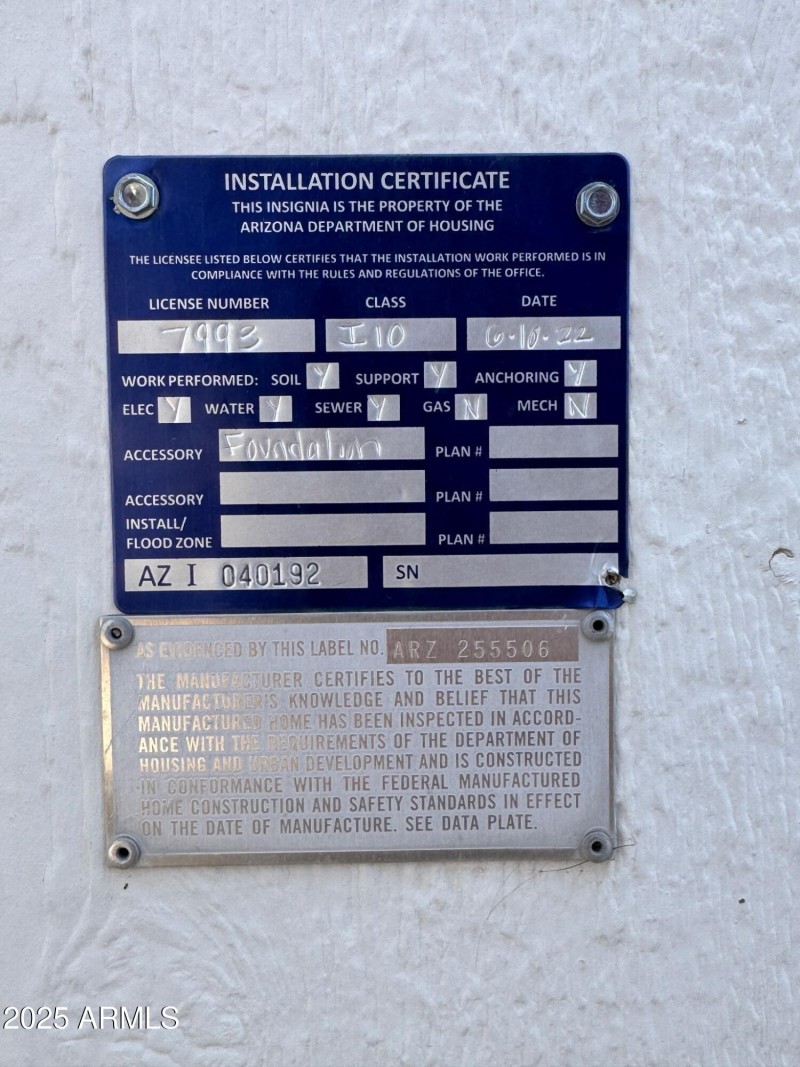 INSTALLATION CERTIFICATE
THIS INSIGNIA IS THE PROPERTY OF THE
ARIZONA DEPARTMENT OF HOUSING
THE LICENSEE LISTED BELOW CERTIFIES THAT THE INSTALLATION WORK PERFORMED IS IN
COMPLIANCE WITH THE RULES AND REGULATIONS OF THE OFFICE.
LICENSE NUMBER CLASS DATE
7993 I10 6-10-22
WORK PERFORMED: SOIL Y SUPPORT Y ANCHORING Y
ELEC Y WATER Y SEWER Y GAS N MECH N
ACCESSORY Foundation PLAN #
ACCESSORY PLAN #
INSTALL/
FLOOD ZONE PLAN #
AZ I 040192 SN
AS EVIDENCED BY THIS LABEL NO. ARZ 255506
THE MANUFACTURER CERTIFIES TO THE BEST OF THE
MANUFACTURER'S KNOWLEDGE AND BELIEF THAT THIS
MANUFACTURED HOME HAS BEEN INSPECTED IN ACCORD-
ANCE WITH THE REQUIREMENTS OF THE DEPARTMENT OF
HOUSING AND URBAN DEVELOPMENT AND IS CONSTRUCTED
IN CONFORMANCE WITH THE FEDERAL MANUFACTURED
HOME CONSTRUCTION AND SAFETY STANDARDS IN EFFECT
ON THE DATE OF MANUFACTURE. SEE DATA PLATE.
2025 ARMLS